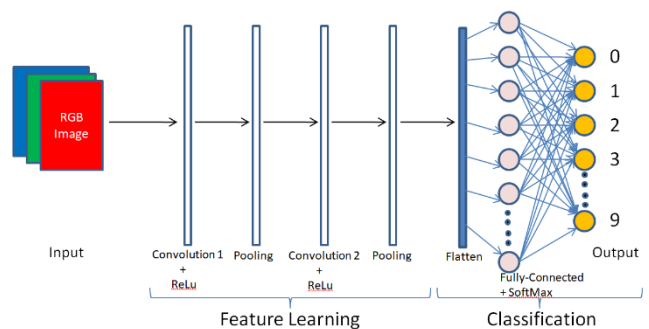 RGB
Image
0
1
2
3
9
Input
Convolution 1
+
ReLu
Pooling
Convolution 2
+
ReLu
Pooling
Flatten
Fully-Connected
+ SoftMax
Output
Feature Learning
Classification